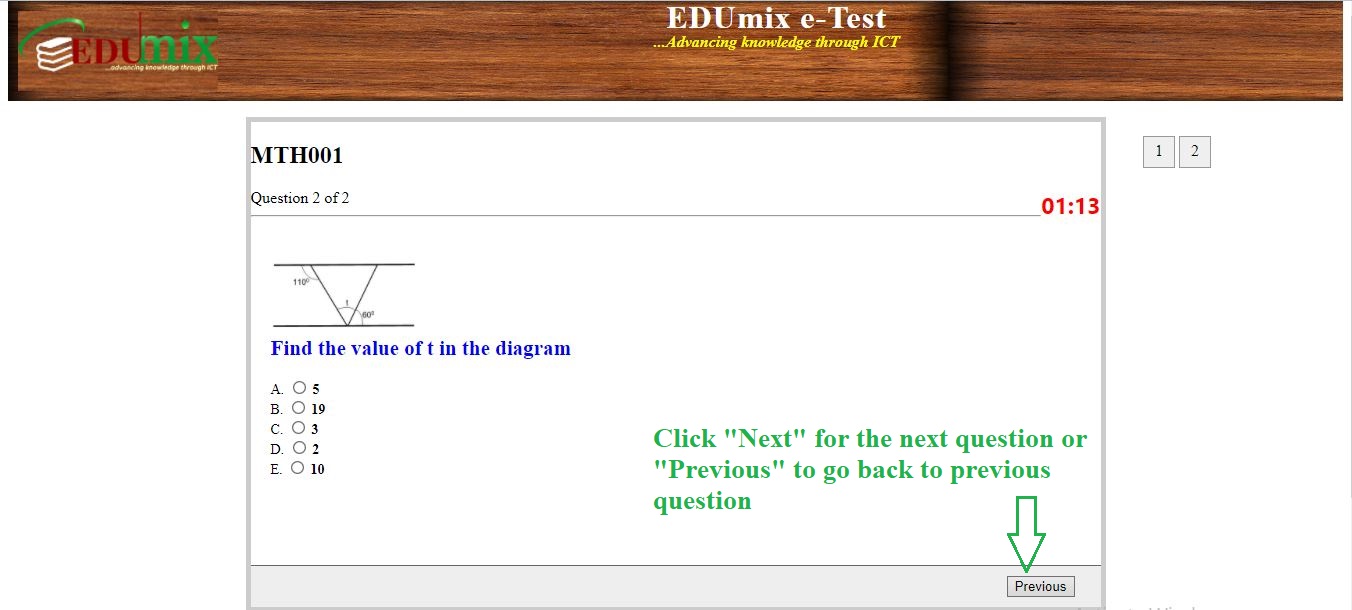 EDUmix
...advancing knowledge through ICT
EDUmix e-Test
...Advancing knowledge through ICT
MTH001
1 2
Question 2 of 2
01:13
110⁰
t
60⁰
Find the value of t in the diagram
A. 5
B. 19
C. 3
D. 2
E. 10
Click "Next" for the next question or
"Previous" to go back to previous
question
Previous